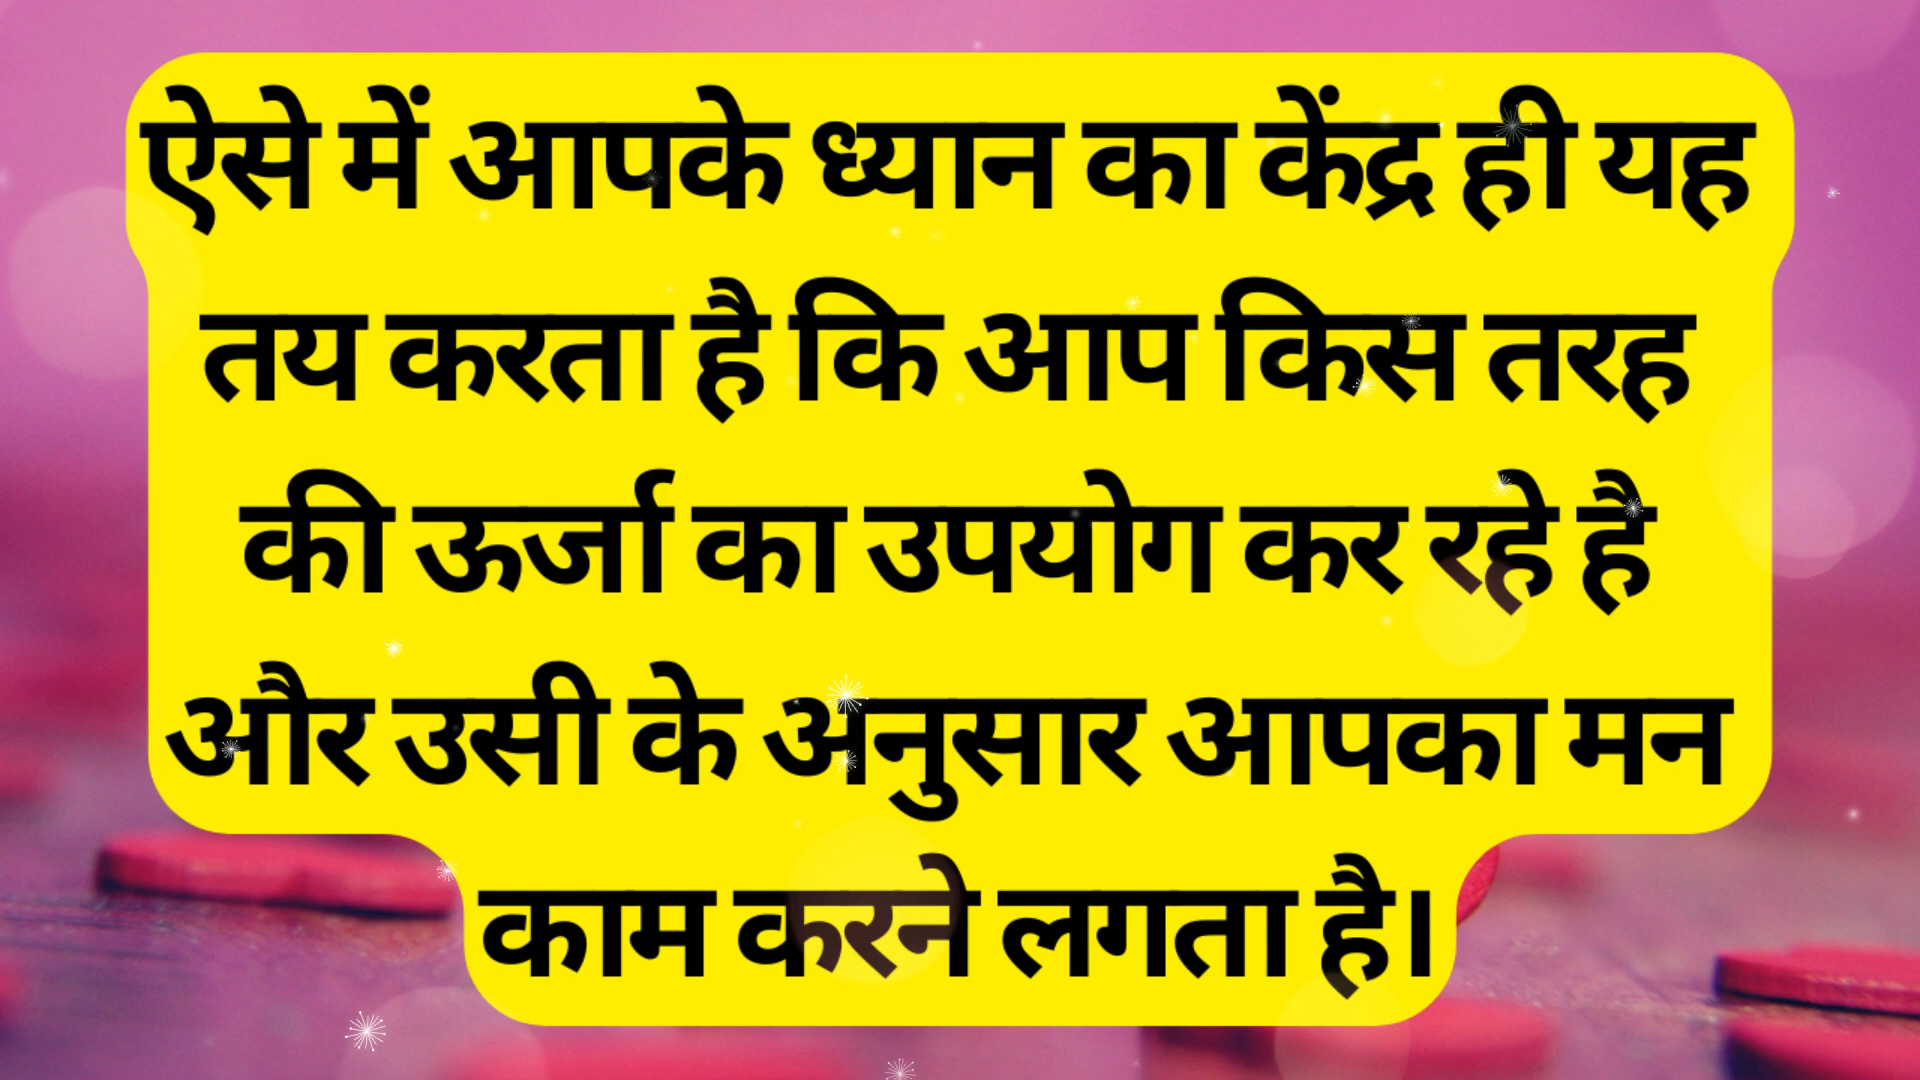 ऐसे में आपके ध्यान का केंद्र ही यह
तय करता है कि आप किस तरह
की ऊर्जा का उपयोग कर रहे है
और उसी के अनुसार आपका मन
काम करने लगता है।